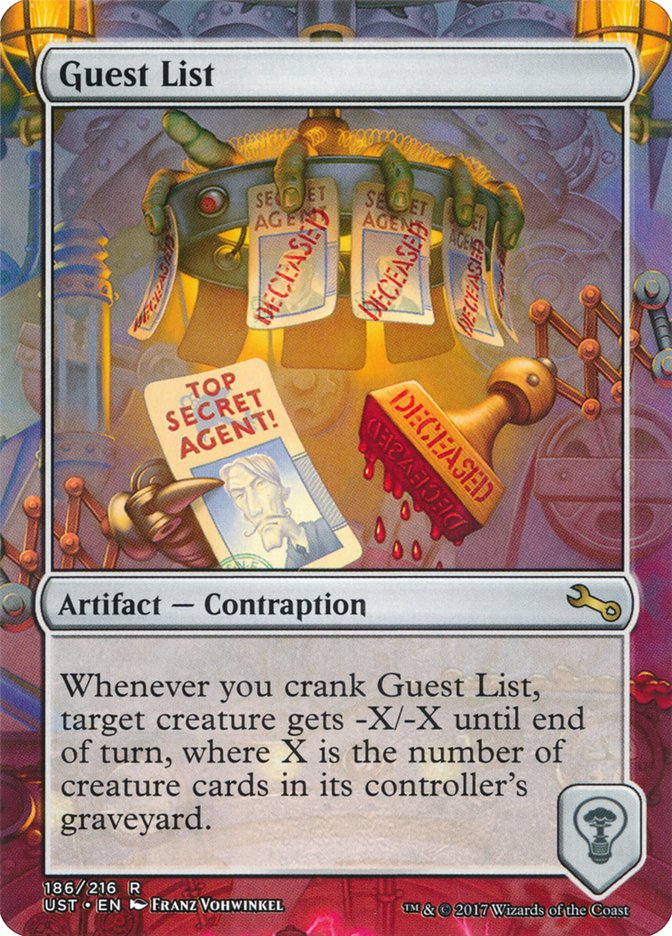 Guest List
SECRET
AGENT
DECEASED
SECRET
AGENT
DECEASED
DECEASED
DECEASED
TOP
SECRET
AGENT!
DECEASED
DECEASED
Artifact — Contraption
Whenever you crank Guest List,
target creature gets -X/-X until end
of turn, where X is the number of
creature cards in its controller's
graveyard.
186/216 R
UST • EN Franz Vohwinkel
™ & © 2017 Wizards of the Coast